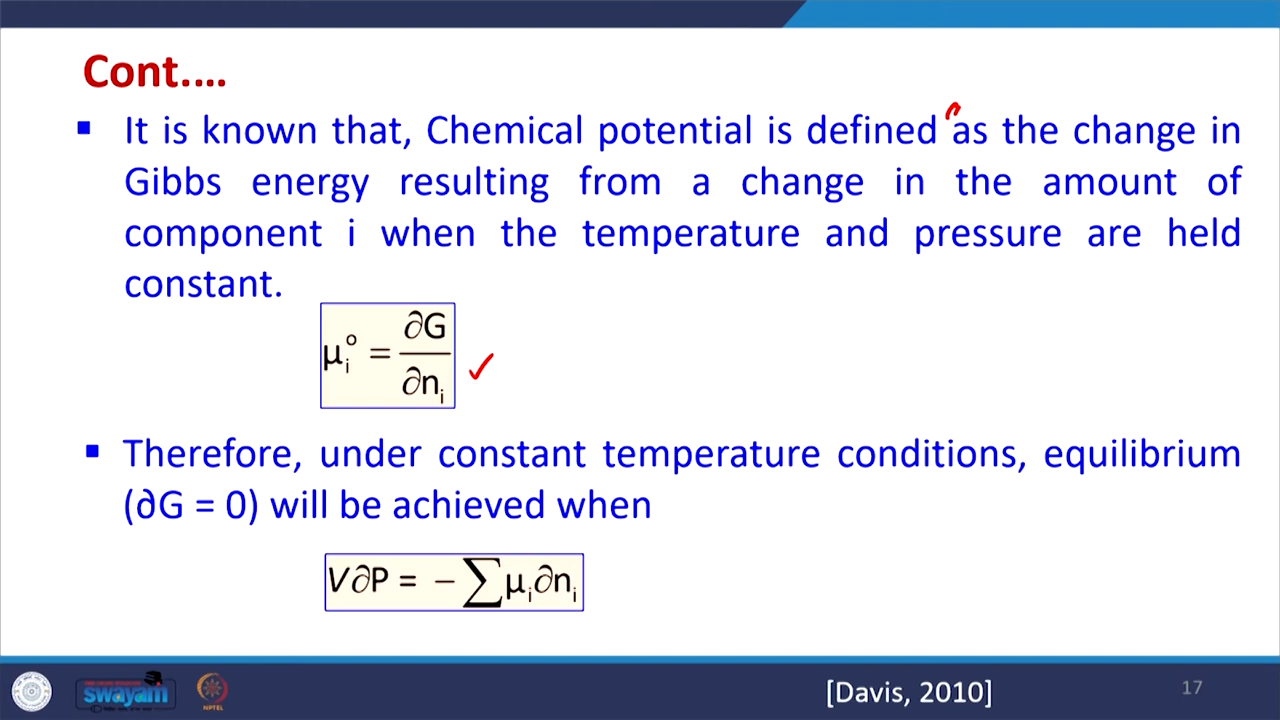 Cont....
▪ It is known that, Chemical potential is defined as the change in
Gibbs energy resulting from a change in the amount of
component i when the temperature and pressure are held
constant.
μᵢ° = ∂G/∂nᵢ
▪ Therefore, under constant temperature conditions, equilibrium
(∂G = 0) will be achieved when
V∂P = − ∑μᵢ∂nᵢ
swayam
NPTEL
[Davis, 2010]
17